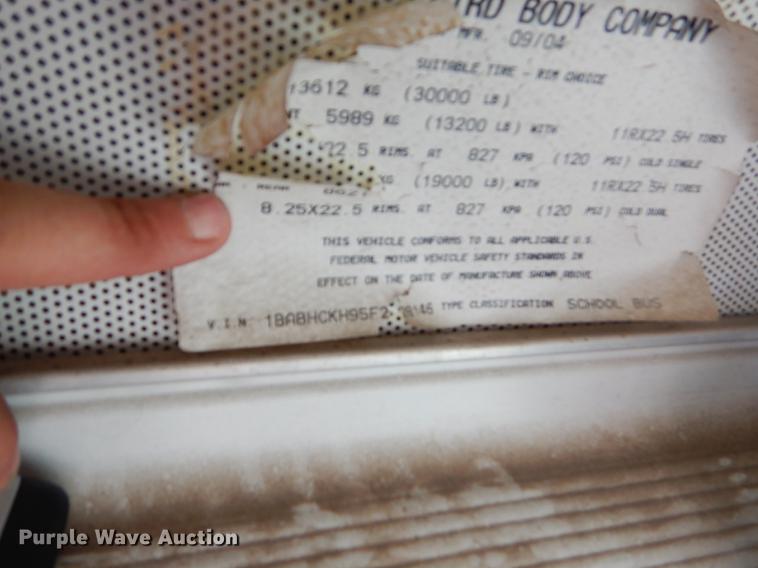 RD BODY COMPANY
MFR. 09/04
SUITABLE TIRE - RIM CHOICE
13612 KG (30000 LB)
5989 KG (13200 LB) WITH 11RX22.5H TIRES
22.5 RIMS. AT 827 KPA (120 PSI) COLD SINGLE
REAR KG (19000 LB) WITH 11RX22.5H TIRES
8.25X22.5 RIMS. AT 827 KPA (120 PSI) COLD DUAL
THIS VEHICLE CONFORMS TO ALL APPLICABLE U.S.
FEDERAL MOTOR VEHICLE SAFETY STANDARDS IN
EFFECT ON THE DATE OF MANUFACTURE SHOWN ABOVE
V.I.N. TYPE CLASSIFICATION SCHOOL BUS
Purple Wave Auction